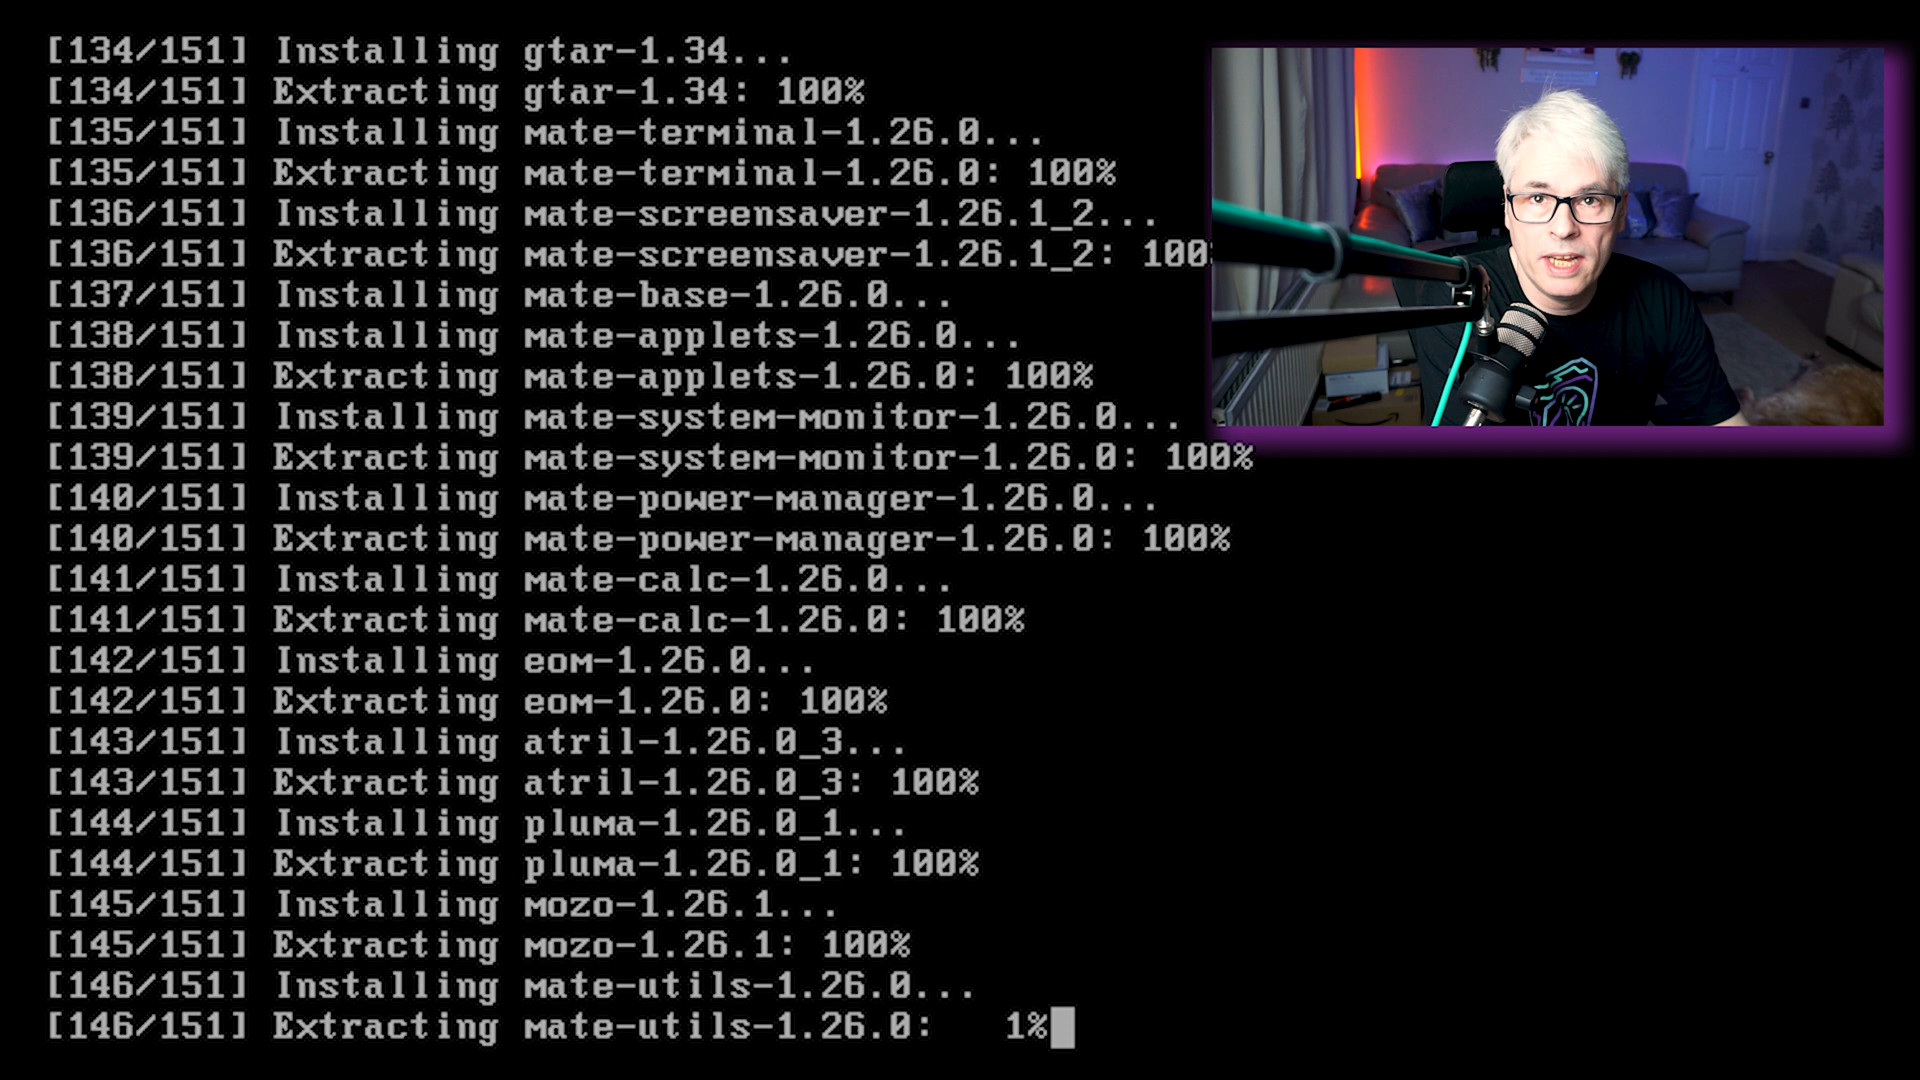 [134/151] Installing gtar-1.34...
[134/151] Extracting gtar-1.34: 100%
[135/151] Installing mate-terminal-1.26.0...
[135/151] Extracting mate-terminal-1.26.0: 100%
[136/151] Installing mate-screensaver-1.26.1_2...
[136/151] Extracting mate-screensaver-1.26.1_2: 100
[137/151] Installing mate-base-1.26.0...
[138/151] Installing mate-applets-1.26.0...
[138/151] Extracting mate-applets-1.26.0: 100%
[139/151] Installing mate-system-monitor-1.26.0...
[139/151] Extracting mate-system-monitor-1.26.0: 100%
[140/151] Installing mate-power-manager-1.26.0...
[140/151] Extracting mate-power-manager-1.26.0: 100%
[141/151] Installing mate-calc-1.26.0...
[141/151] Extracting mate-calc-1.26.0: 100%
[142/151] Installing eom-1.26.0...
[142/151] Extracting eom-1.26.0: 100%
[143/151] Installing atril-1.26.0_3...
[143/151] Extracting atril-1.26.0_3: 100%
[144/151] Installing pluma-1.26.0_1...
[144/151] Extracting pluma-1.26.0_1: 100%
[145/151] Installing mozo-1.26.1...
[145/151] Extracting mozo-1.26.1: 100%
[146/151] Installing mate-utils-1.26.0...
[146/151] Extracting mate-utils-1.26.0: 1%